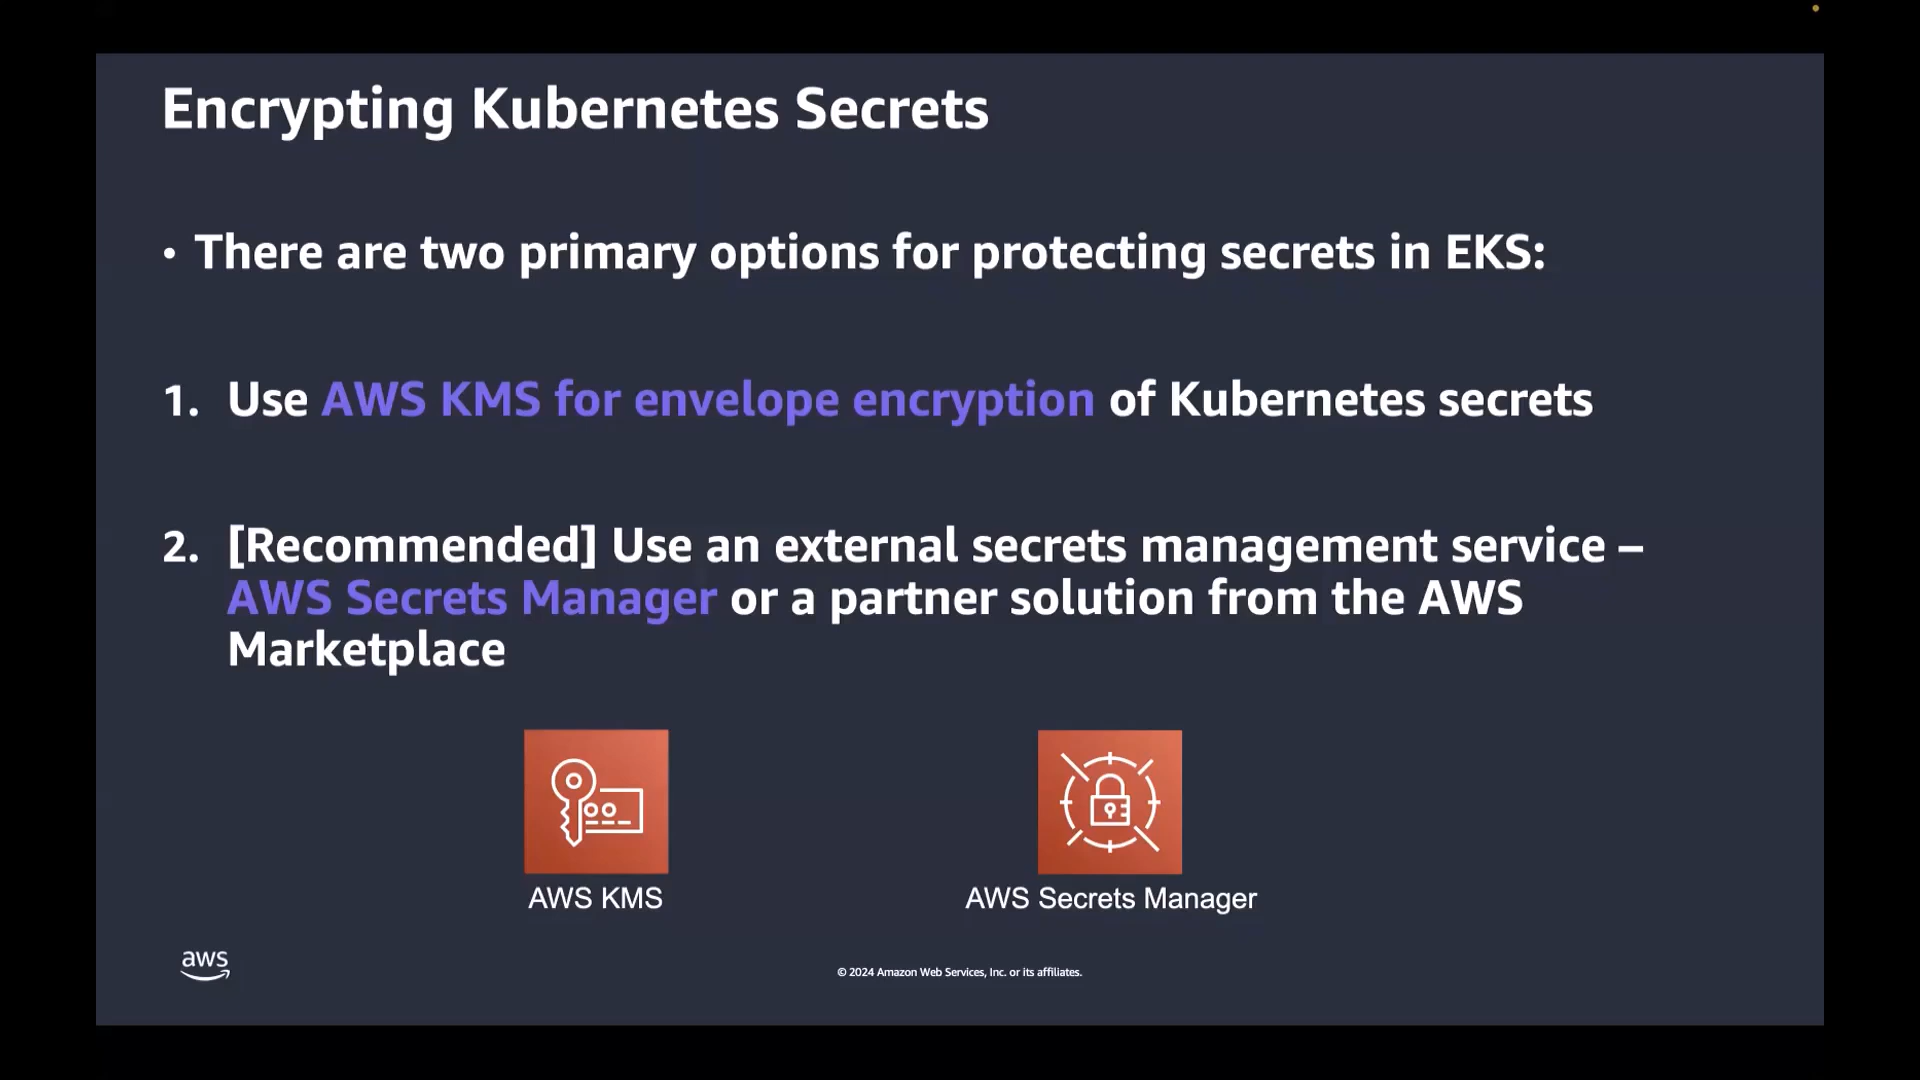 Encrypting Kubernetes Secrets
• There are two primary options for protecting secrets in EKS:
1. Use AWS KMS for envelope encryption of Kubernetes secrets
2. [Recommended] Use an external secrets management service –
AWS Secrets Manager or a partner solution from the AWS
Marketplace
AWS KMS
AWS Secrets Manager
aws
© 2024 Amazon Web Services, Inc. or its affiliates.